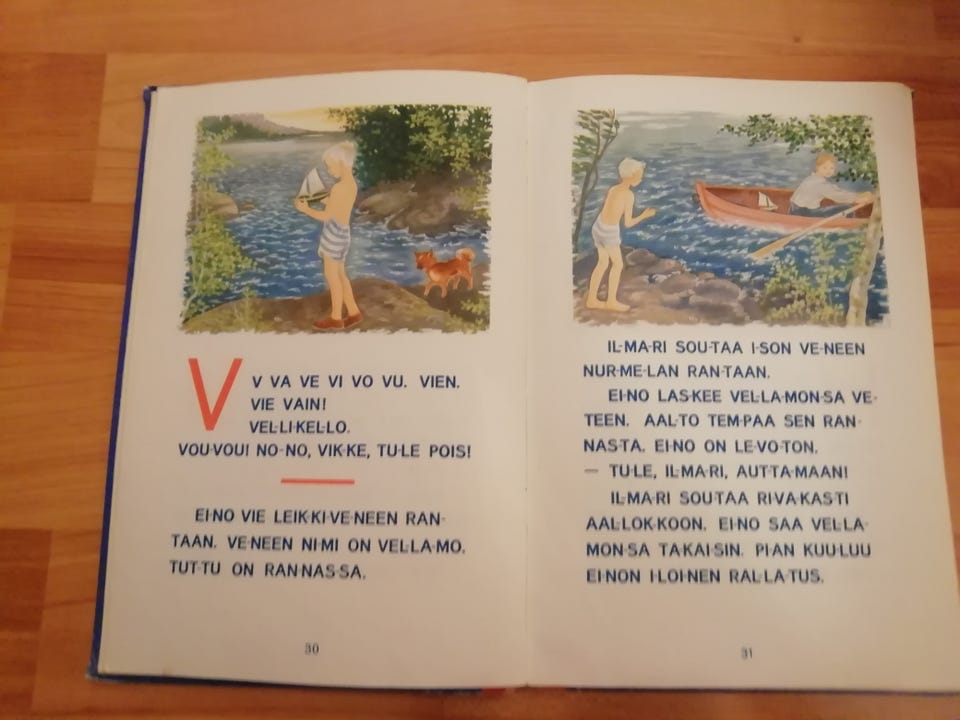 V
V VA VE VI VO VU. VIEN.
VIE VAIN!
VEL-LI-KEL-LO.
VOU-VOU! NO-NO, VIK-KE, TU-LE POIS!
EI-NO VIE LEIK-KI-VE-NEEN RAN-
TAAN. VE-NEEN NI-MI ON VEL-LA-MO.
TUT-TU ON RAN-NAS-SA.
30
IL-MA-RI SOU-TAA I-SON VE-NEEN
NUR-ME-LAN RAN-TAAN.
EI-NO LAS-KEE VEL-LA-MON-SA VE-
TEEN. AAL-TO TEM-PAA SEN RAN-
NAS-TA. EI-NO ON LE-VO-TON.
— TU-LE, IL-MA-RI, AUT-TA-MAAN!
IL-MA-RI SOU-TAA RI-VA-KAS-TI
AAL-LOK-KOON. EI-NO SAA VEL-LA-
MON-SA TA-KAI-SIN. PI-AN KUU-LUU
EI-NON I-LOI-NEN RAL-LA-TUS.
31